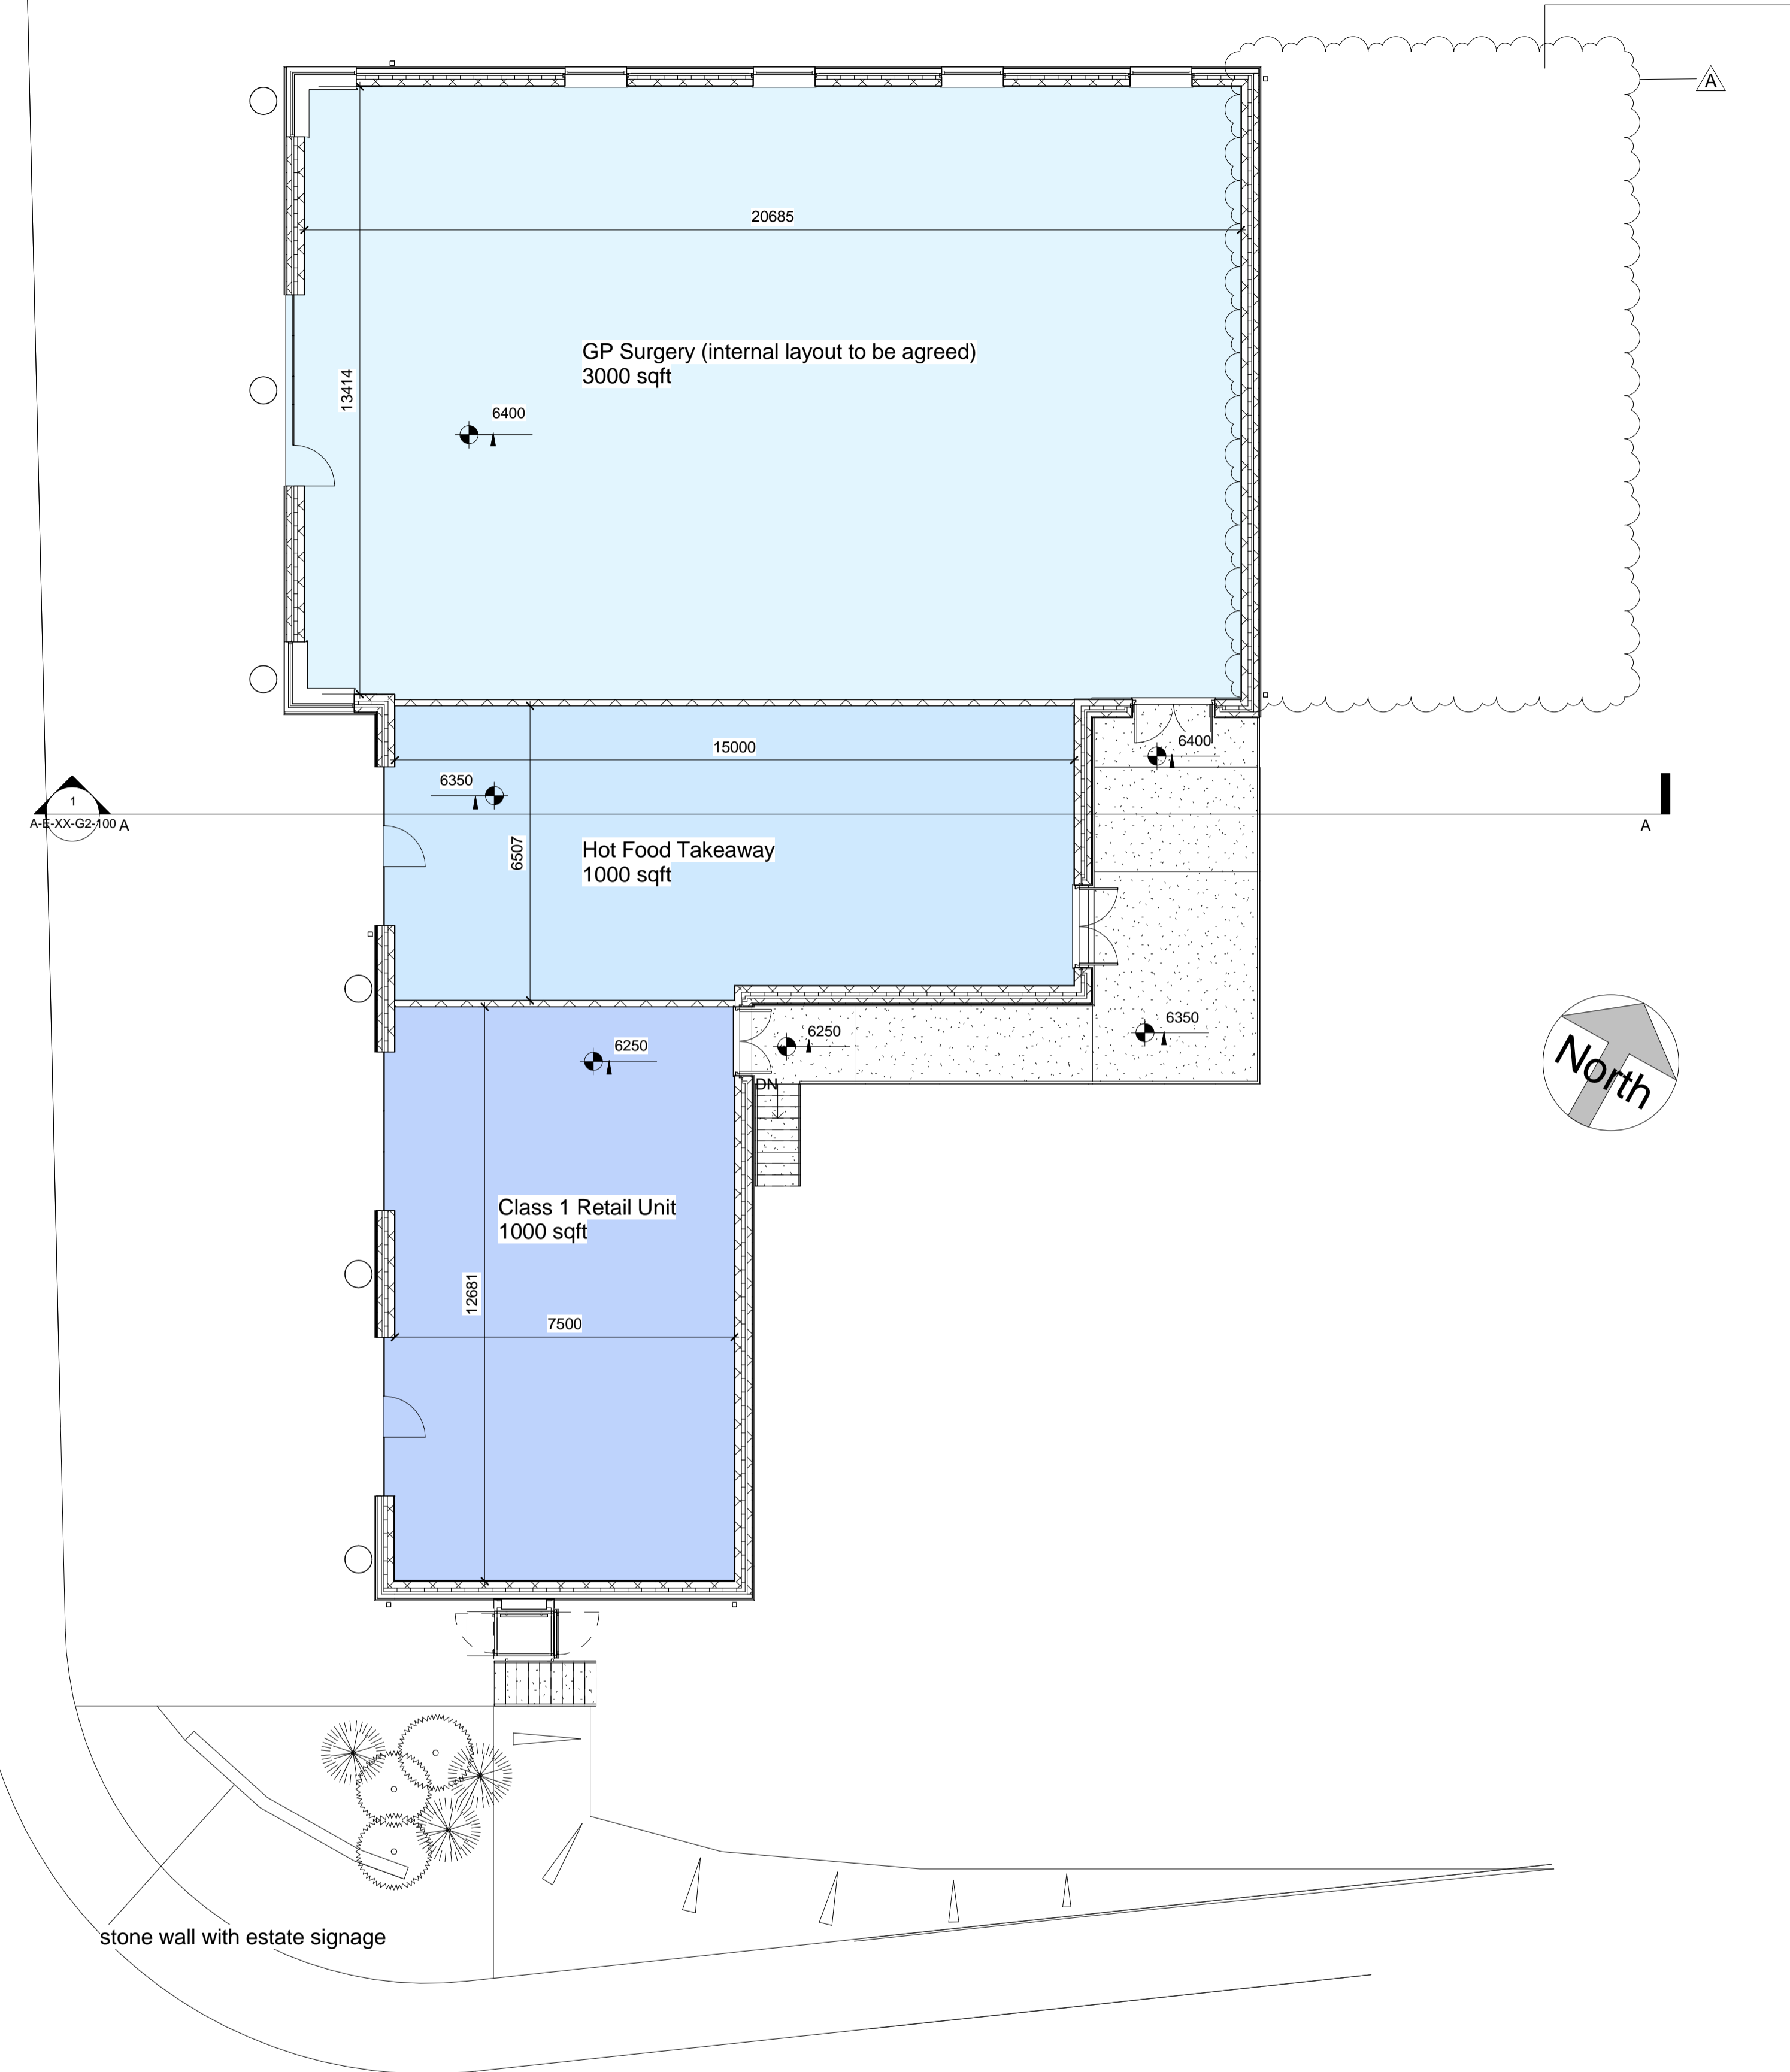 A
20685
GP Surgery (internal layout to be agreed)
3000 sqft
13414
6400
15000
6400
6350
1
A-E-XX-G2-100
A
A
6507
Hot Food Takeaway
1000 sqft
6350
6250
6250
North
DN
Class 1 Retail Unit
1000 sqft
12681
7500
stone wall with estate signage